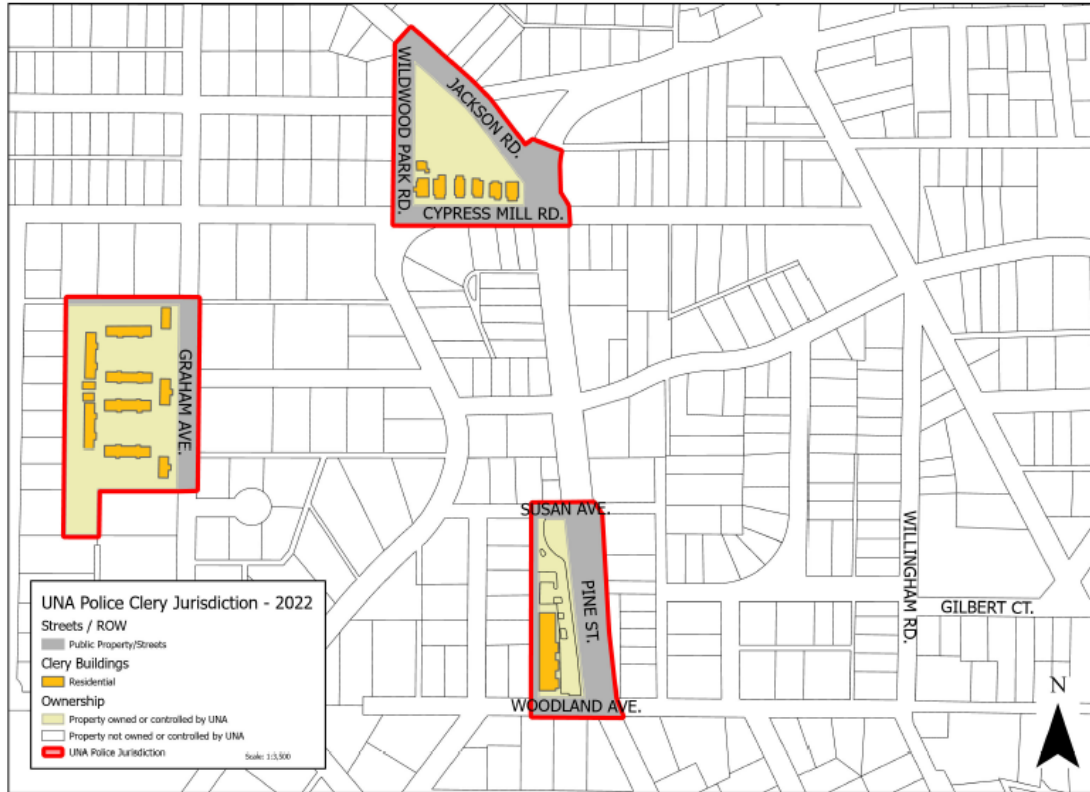 WILDWOOD PARK RD.
JACKSON RD.
CYPRESS MILL RD.
GRAHAM AVE.
SUSAN AVE.
PINE ST.
WILLINGHAM RD.
GILBERT CT.
WOODLAND AVE.
N
UNA Police Clery Jurisdiction - 2022
Streets / ROW
Public Property/Streets
Clery Buildings
Residential
Ownership
Property owned or controlled by UNA
Property not owned or controlled by UNA
UNA Police Jurisdiction
Scale: 1:3,500